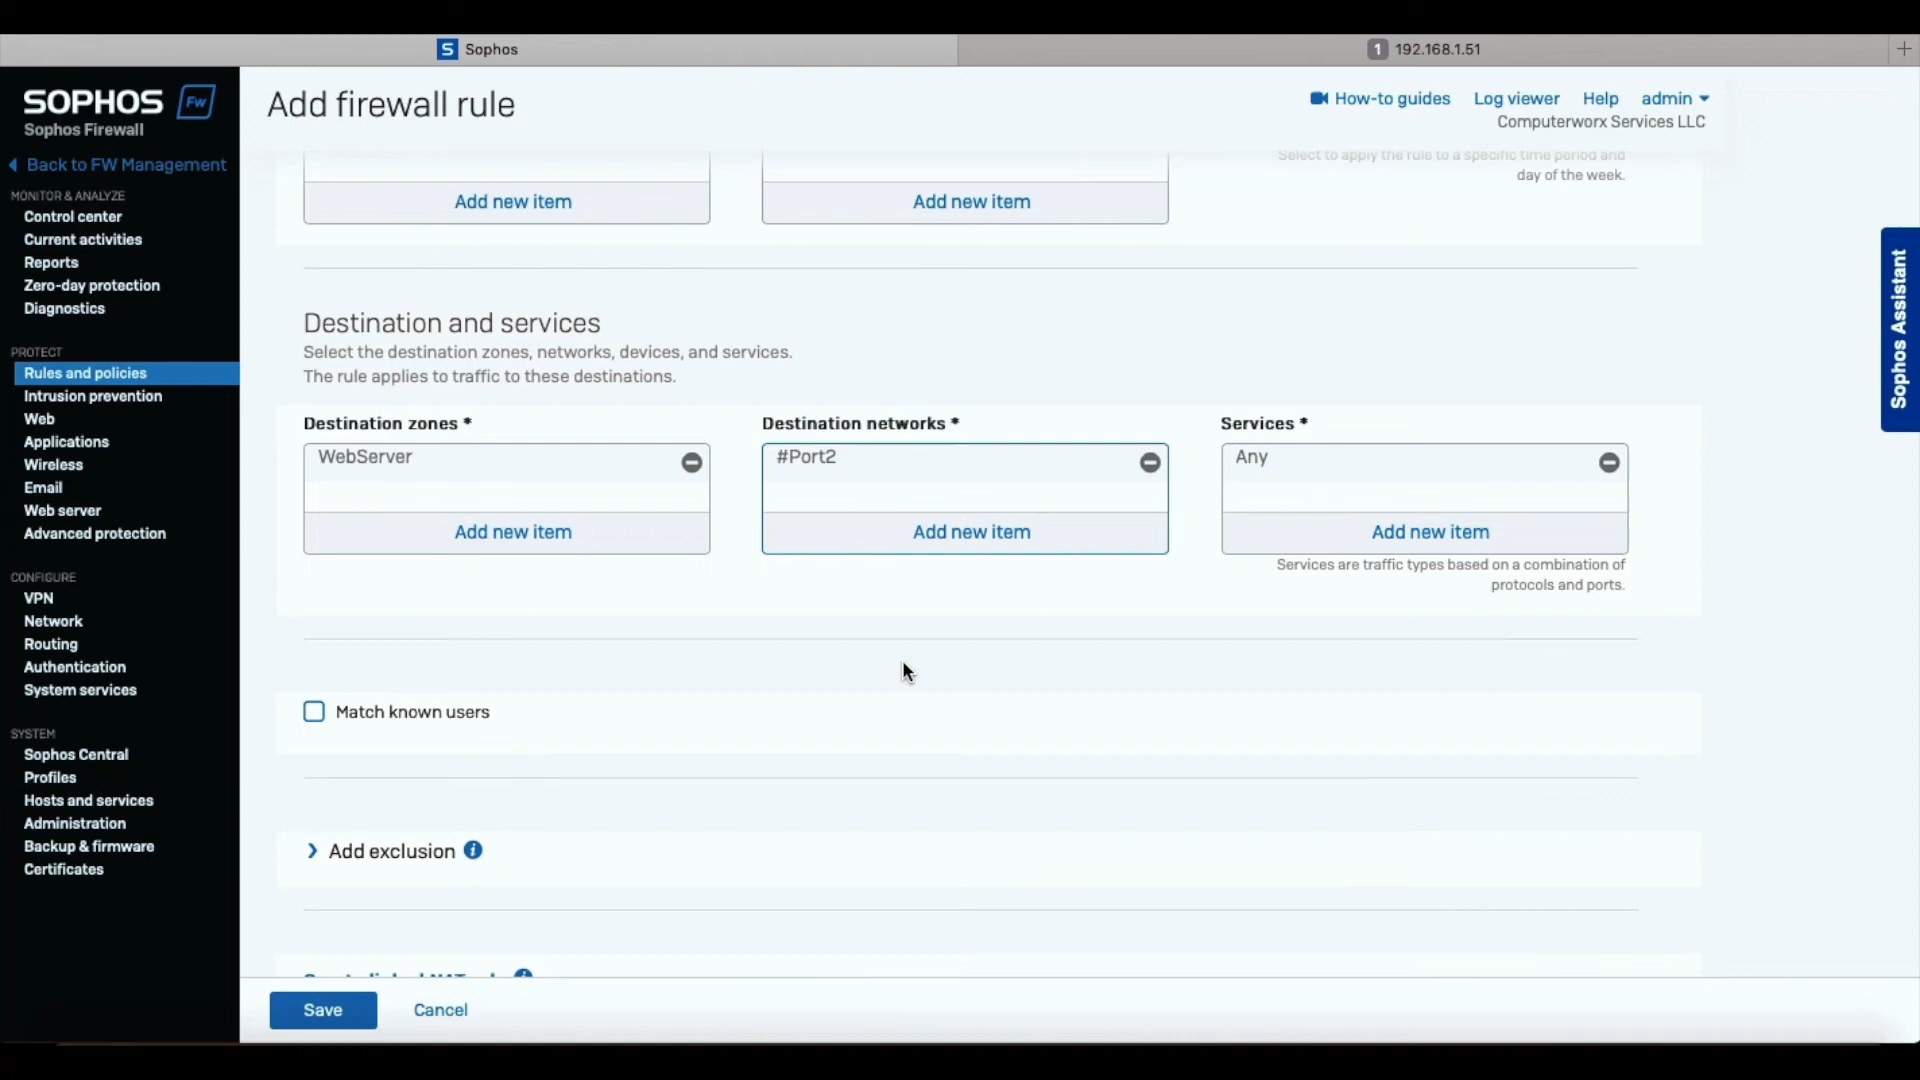 Sophos
1 192.168.1.51
SOPHOS Fw
Sophos Firewall
Back to FW Management
MONITOR & ANALYZE
Control center
Current activities
Reports
Zero-day protection
Diagnostics
PROTECT
Rules and policies
Intrusion prevention
Web
Applications
Wireless
Email
Web server
Advanced protection
CONFIGURE
VPN
Network
Routing
Authentication
System services
SYSTEM
Sophos Central
Profiles
Hosts and services
Administration
Backup & firmware
Certificates
Add firewall rule
How-to guides Log viewer Help admin
Computerworx Services LLC
Select to apply the rule to a specific time period and
day of the week.
Add new item Add new item
Destination and services
Select the destination zones, networks, devices, and services.
The rule applies to traffic to these destinations.
Destination zones * Destination networks * Services *
WebServer #Port2 Any
Add new item Add new item Add new item
Services are traffic types based on a combination of
protocols and ports.
Match known users
Add exclusion
Save Cancel
Sophos Assistant